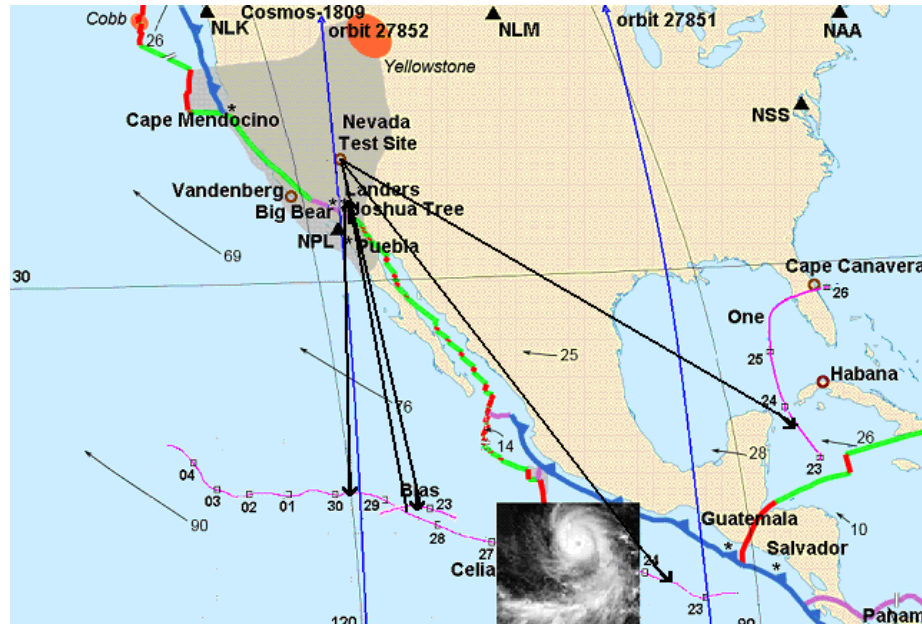 Cobb
26
NLK
Cosmos-1809
orbit 27852
NLM
orbit 27851
NAA
Yellowstone
NSS
Cape Mendocino
Nevada
Test Site
Vandenberg
Landers
Big Bear
Joshua Tree
NPL
Puebla
69
30
Cape Canavera
26
One
25
25
Habana
76
24
14
28
26
23
04
03
02
01
30
29
Blas
23
28
27
90
Guatemala
10
Salvador
Celia
24
23
120
90
Panam